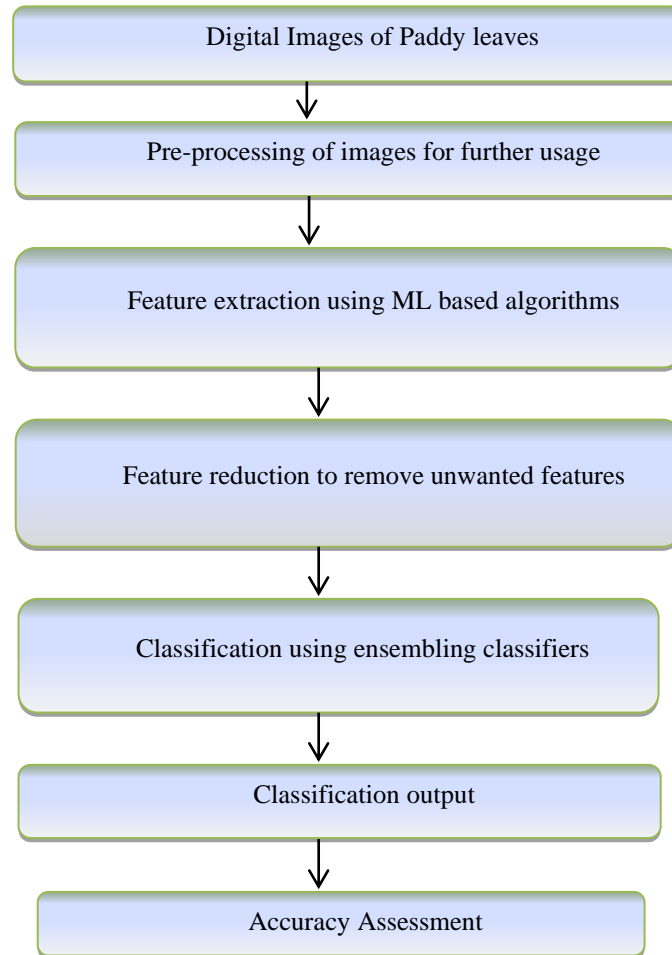 Digital Images of Paddy leaves
Pre-processing of images for further usage
Feature extraction using ML based algorithms
Feature reduction to remove unwanted features
Classification using ensembling classifiers
Classification output
Accuracy Assessment